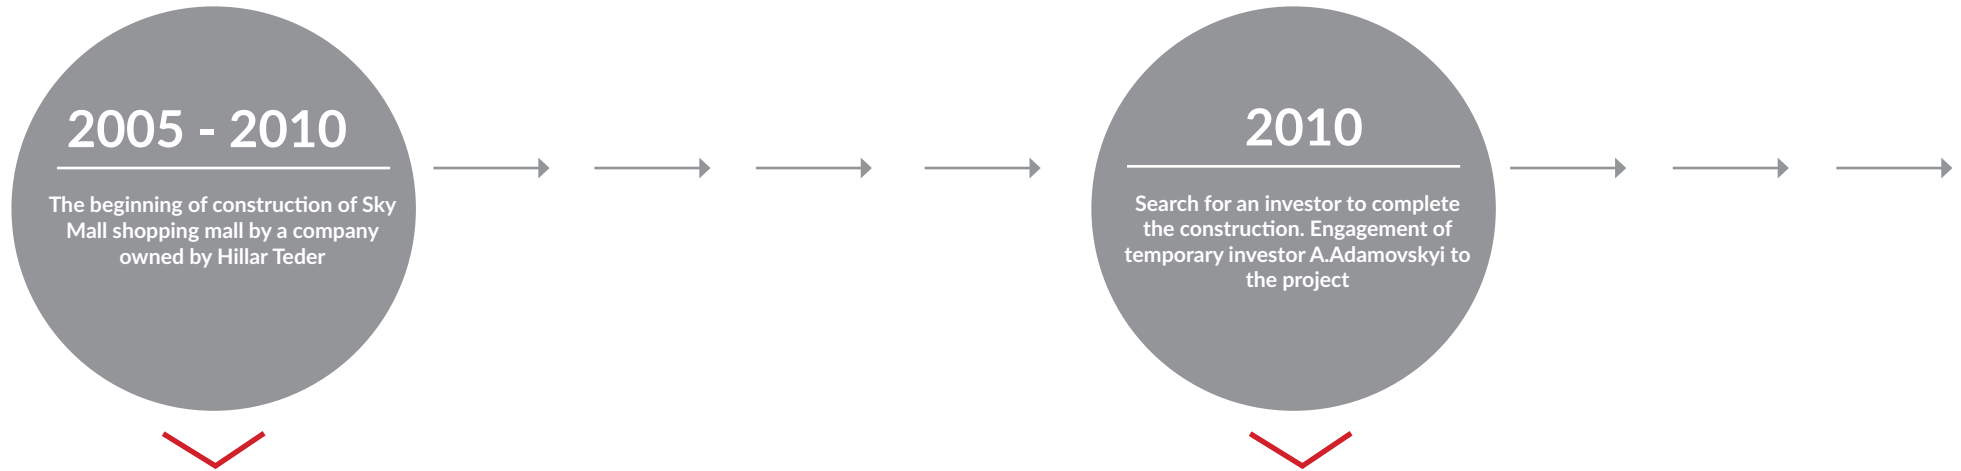 2005 - 2010
The beginning of construction of Sky
Mall shopping mall by a company
owned by Hillar Teder
2010
Search for an investor to complete
the construction. Engagement of
temporary investor A.Adamovskyi to
the project